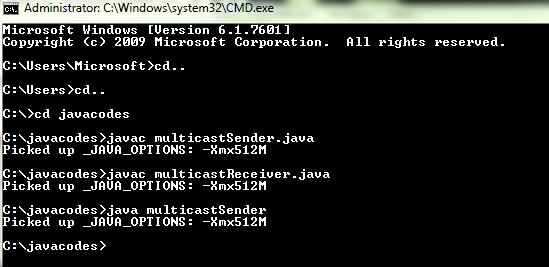 Administrator: C:\Windows\system32\CMD.exe
C:\.
Microsoft Windows [Version 6.1.7601]
Copyright (c) 2009 Microsoft Corporation.  All rights reserved.
C:\Users\Microsoft>cd..
C:\Users>cd..
C:\>cd javacodes
C:\javacodes>javac multicastSender.java
Picked up _JAVA_OPTIONS: -Xmx512M
C:\javacodes>javac multicastReceiver.java
Picked up _JAVA_OPTIONS: -Xmx512M
C:\javacodes>java multicastSender
Picked up _JAVA_OPTIONS: -Xmx512M
C:\javacodes>